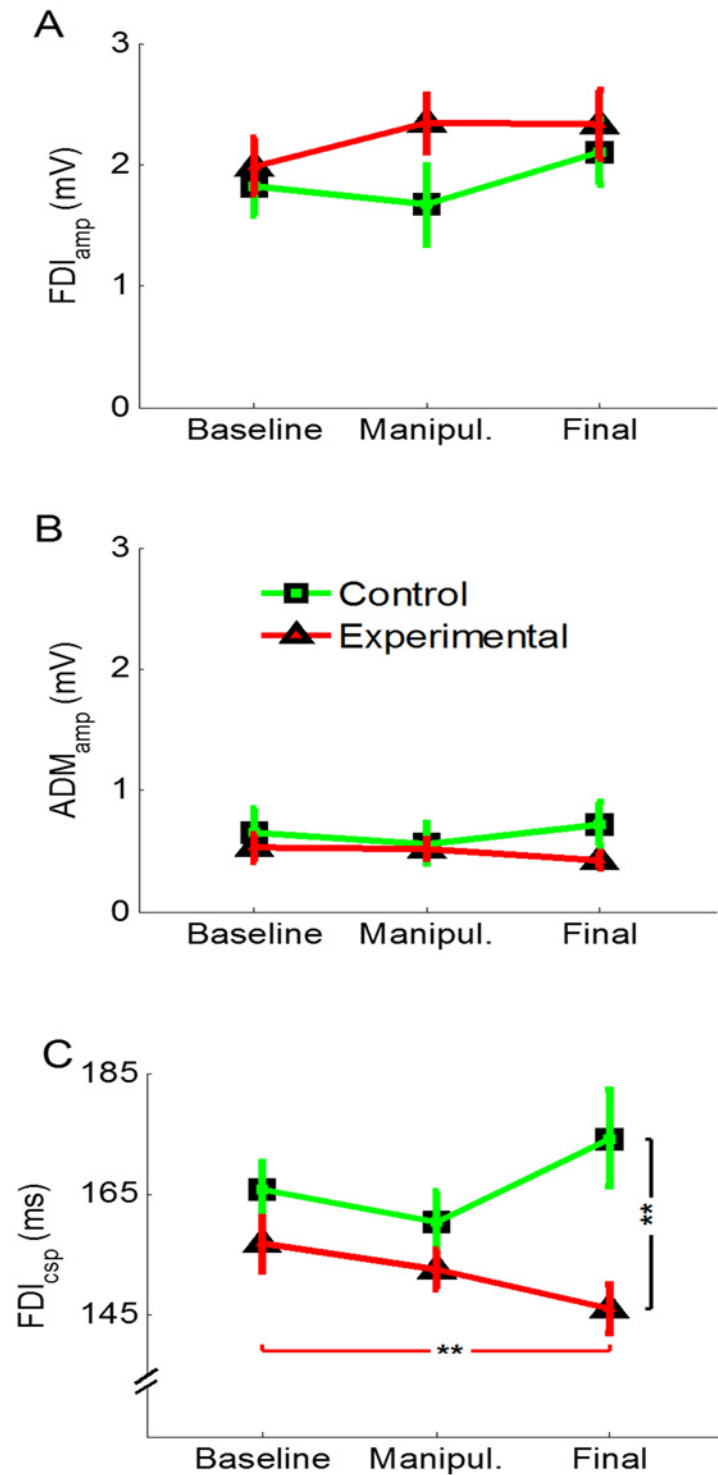 A
3
2
1
0
FDIamp (mV)
Baseline Manipul. Final
B
3
2
1
0
ADMamp (mV)
Control
Experimental
Baseline Manipul. Final
C
185
165
145
FDIcsp (ms)
**
**
Baseline Manipul. Final